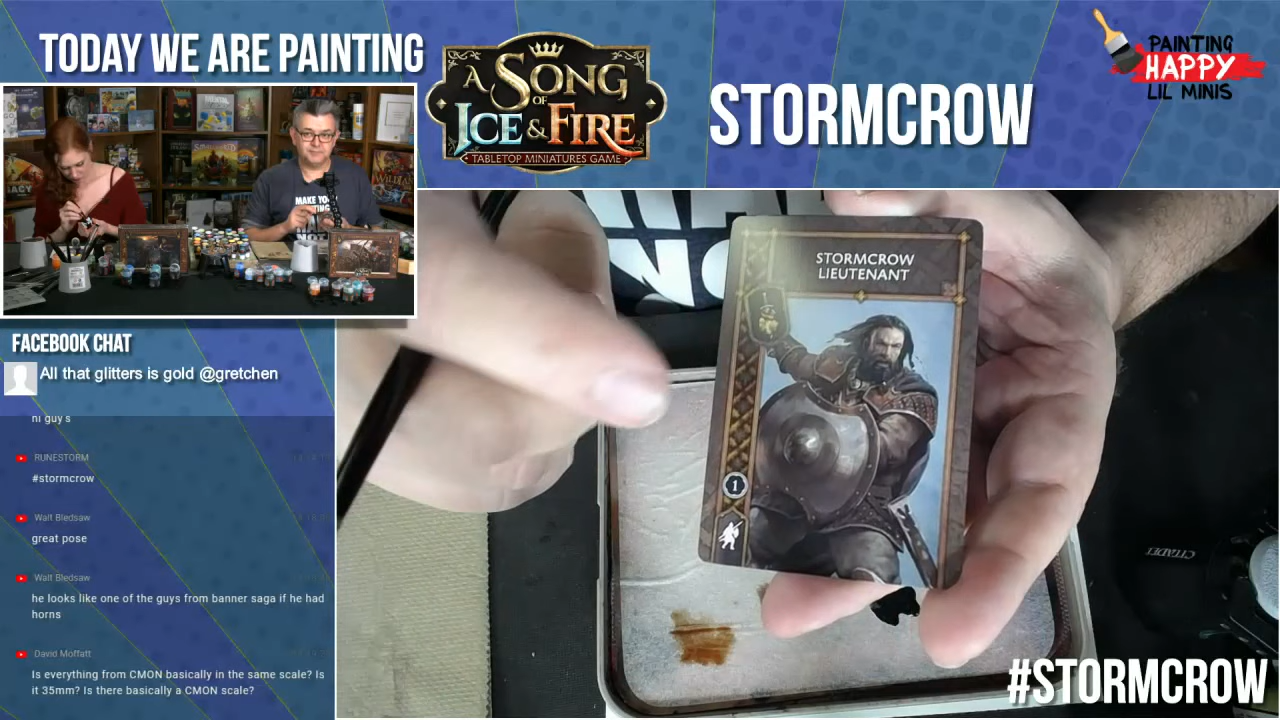 TODAY WE ARE PAINTING
A SONG
OF
ICE & FIRE
TABLETOP MINIATURES GAME
STORMCROW
PAINTING
HAPPY
LIL MINIS
MAKE YO
STORMCROW
LIEUTENANT
1
CITADEL
FACEBOOK CHAT
All that glitters is gold @gretchen
hi guy's
RUNESTORM
#stormcrow
Walt Bledsaw
great pose
Walt Bledsaw
he looks like one of the guys from banner saga if he had
horns
David Moffatt
Is everything from CMON basically in the same scale? Is
it 35mm? Is there basically a CMON scale?
#STORMCROW